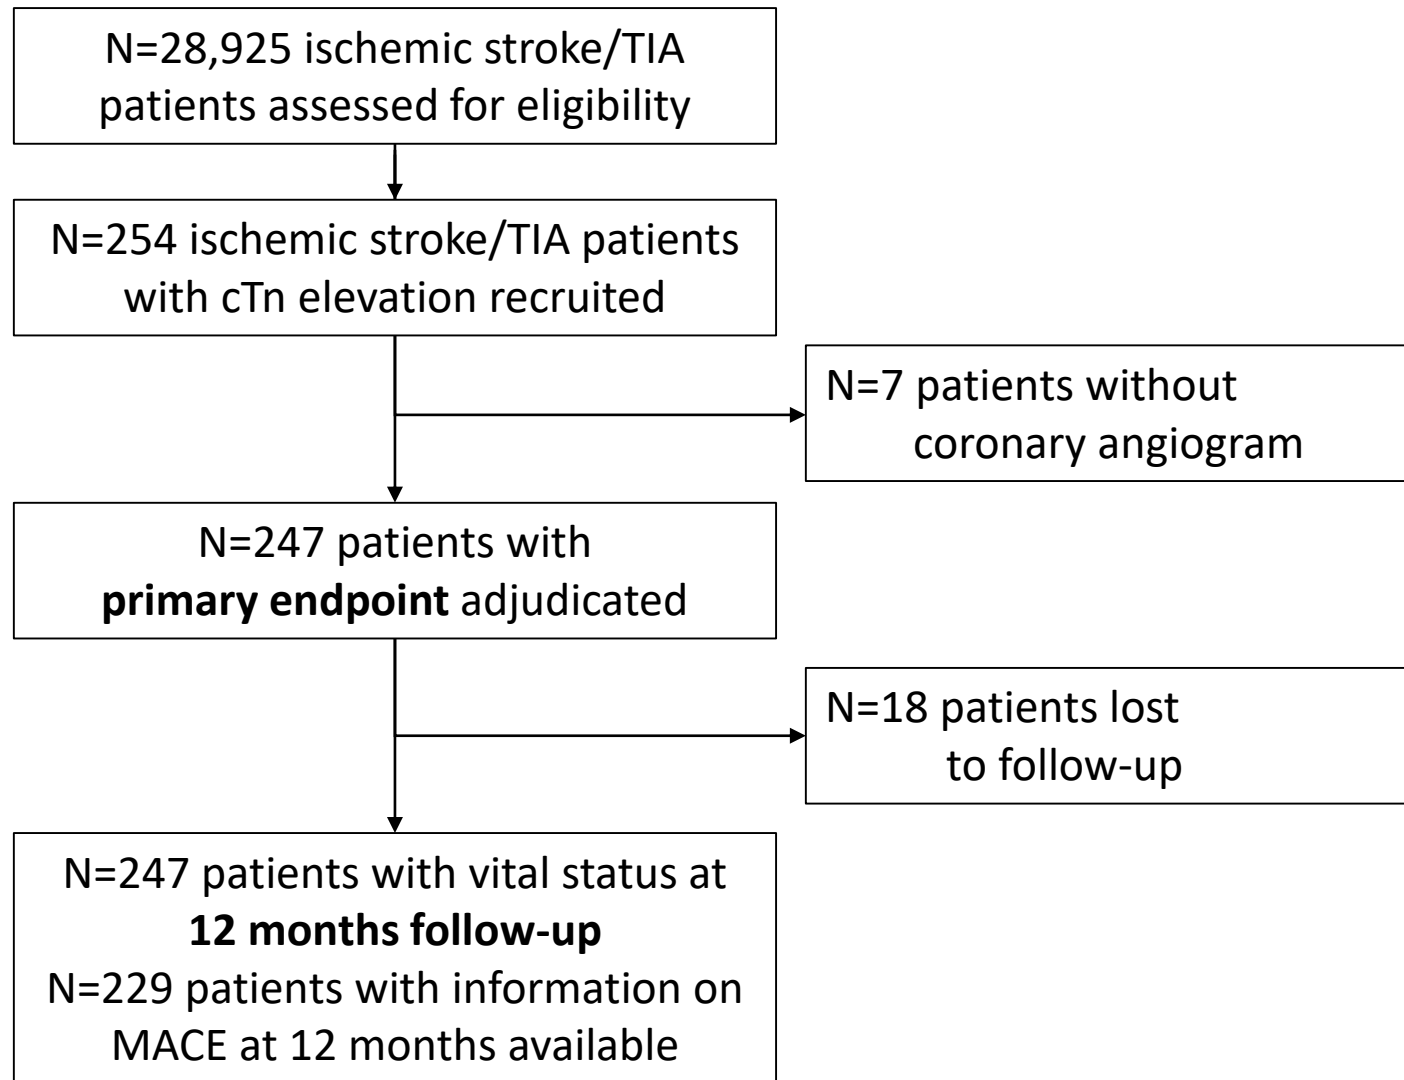 N=28,925 ischemic stroke/TIA
patients assessed for eligibility
N=254 ischemic stroke/TIA patients
with cTn elevation recruited
N=7 patients without
coronary angiogram
N=247 patients with
primary endpoint adjudicated
N=18 patients lost
to follow-up
N=247 patients with vital status at
12 months follow-up
N=229 patients with information on
MACE at 12 months available